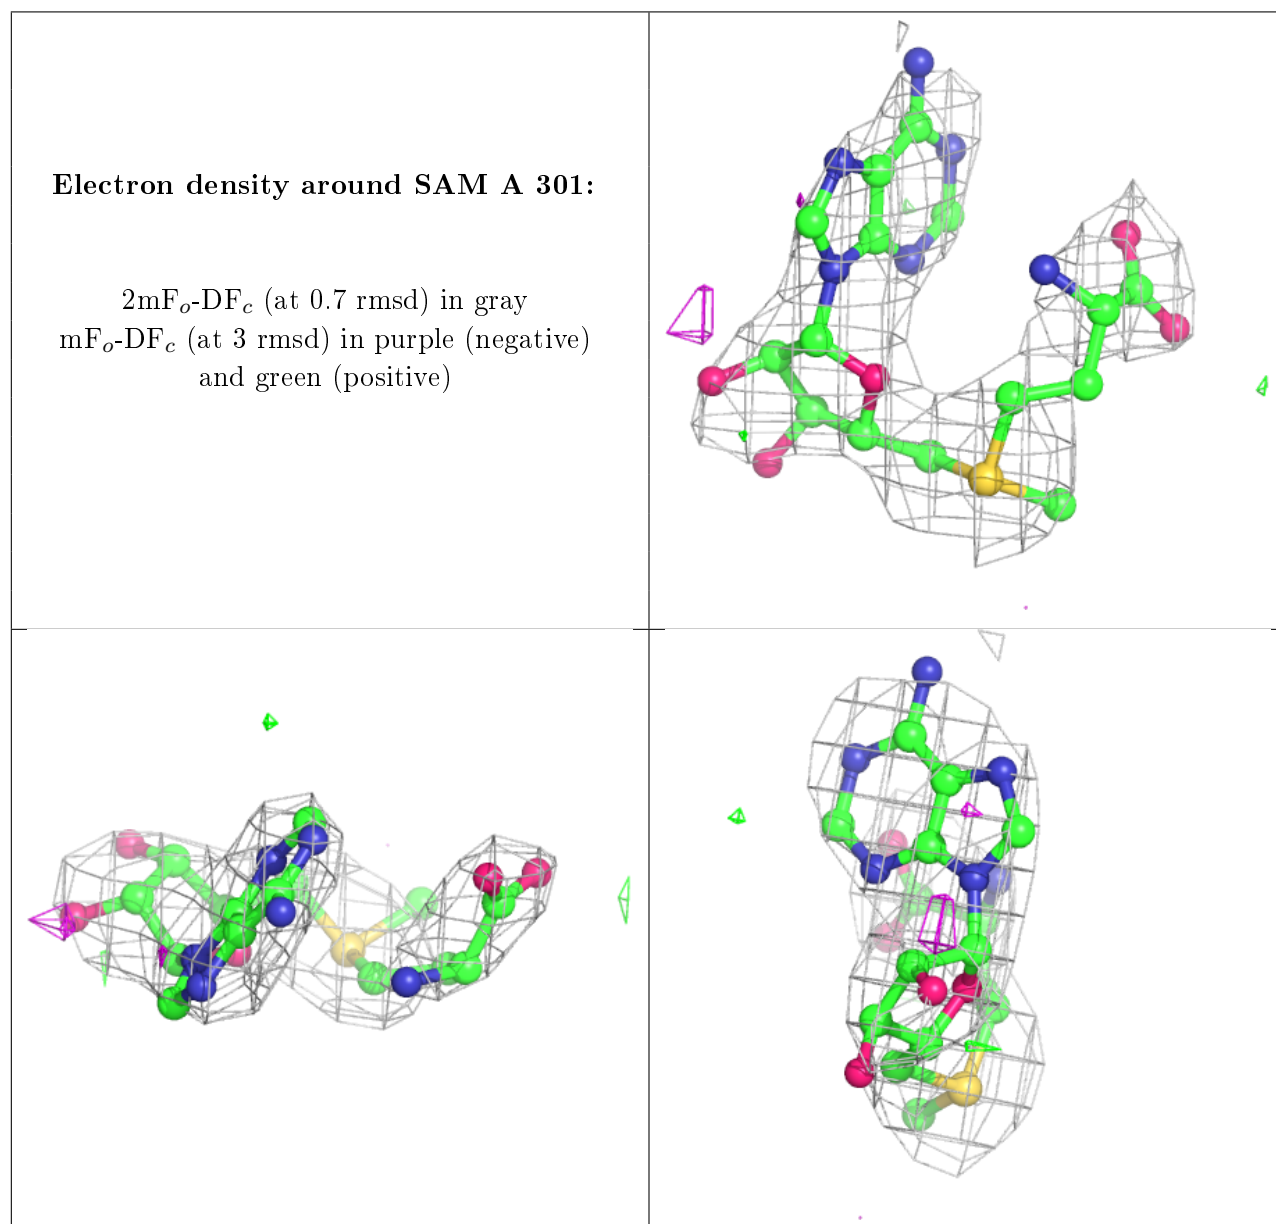 Electron density around SAM A 301:
2mFo-DFc (at 0.7 rmsd) in gray
mFo-DFc (at 3 rmsd) in purple (negative)
and green (positive)